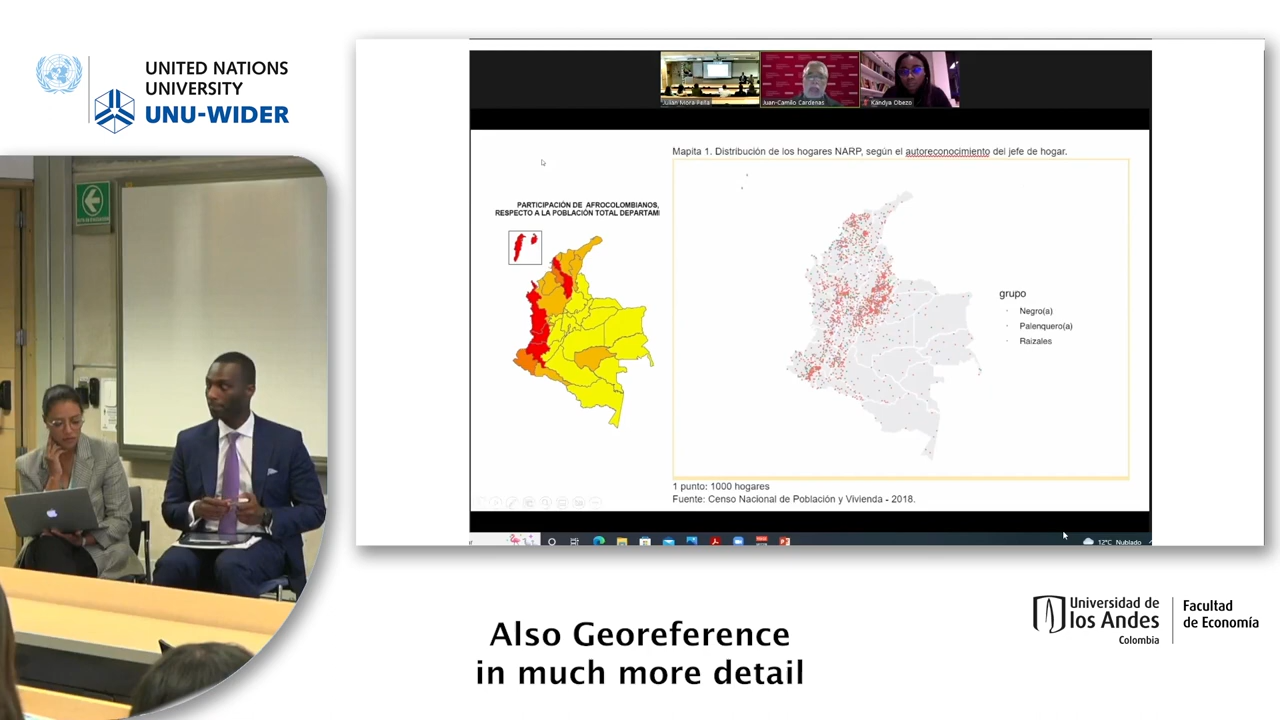 UNITED NATIONS
UNIVERSITY
UNU-WIDER
Julian Mora Feria
Juan-Camilo Cardenas
Kandya Obezo
Mapita 1. Distribución de los hogares NARP, según el autoreconocimiento del jefe de hogar.
PARTICIPACIÓN DE AFROCOLOMBIANOS,
RESPECTO A LA POBLACIÓN TOTAL DEPARTAM
grupo
Negro(a)
Palenquero(a)
Raizales
1 punto: 1000 hogares
Fuente: Censo Nacional de Población y Vivienda - 2018.
12°C Nublado
Also Georeference
in much more detail
Universidad de
los Andes
Colombia
Facultad
de Economía